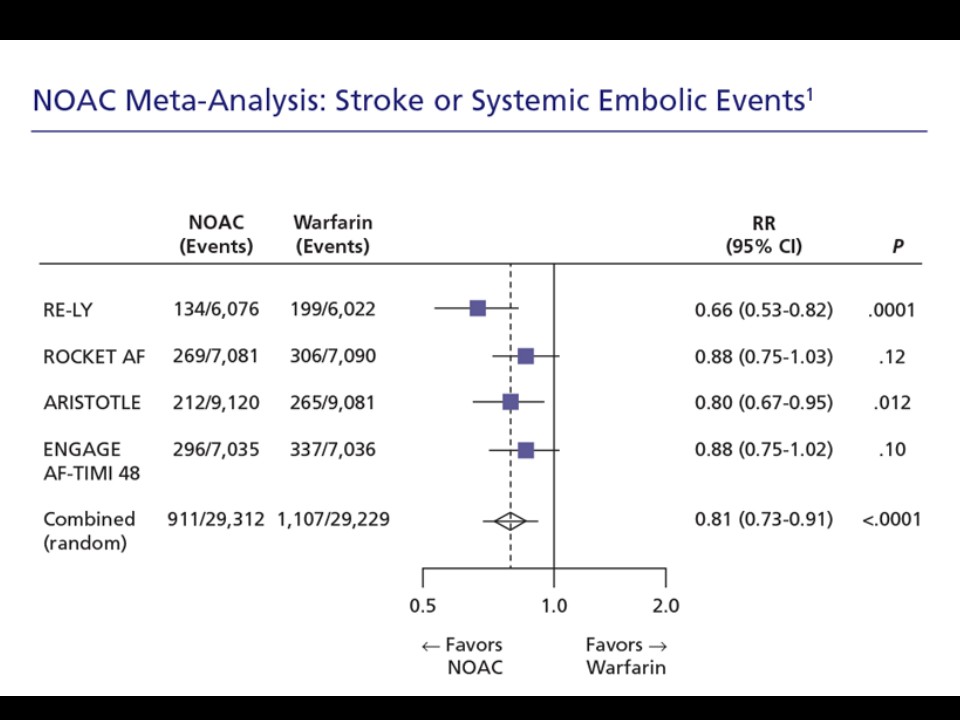 NOAC Meta-Analysis: Stroke or Systemic Embolic Events¹
NOAC Warfarin RR
(Events) (Events) (95% CI) P
RE-LY 134/6,076 199/6,022 0.66 (0.53-0.82) .0001
ROCKET AF 269/7,081 306/7,090 0.88 (0.75-1.03) .12
ARISTOTLE 212/9,120 265/9,081 0.80 (0.67-0.95) .012
ENGAGE 296/7,035 337/7,036 0.88 (0.75-1.02) .10
AF-TIMI 48
Combined 911/29,312 1,107/29,229 0.81 (0.73-0.91) <.0001
(random)
0.5 1.0 2.0
← Favors Favors →
NOAC Warfarin